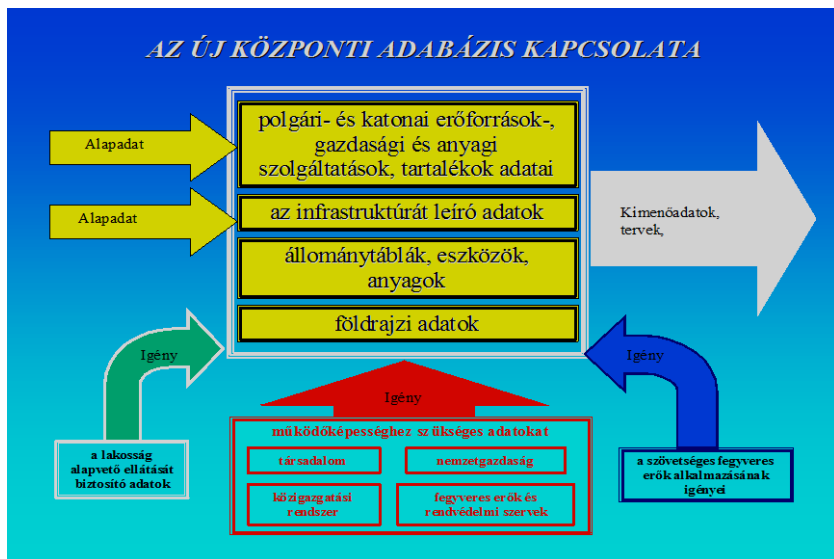 AZ ÚJ KÖZPONTI ADABÁZIS KAPCSOLATA
Alapadat
polgári- és katonai erőforrások-,
gazdasági és anyagi
szolgáltatások, tartalékok adatai
Alapadat
az infrastruktúrát leíró adatok
Kimenőadatok,
tervek,
állománytáblák, eszközök,
anyagok
földrajzi adatok
Igény
Igény
Igény
a lakosság
alapvető ellátását
biztosító adatok
működőképességhez szükséges adatokat
társadalom
nemzetgazdaság
közigazgatási
rendszer
fegyveres erők és
rendvédelmi szervek
a szövetséges fegyveres
erők alkalmazásának
igényei